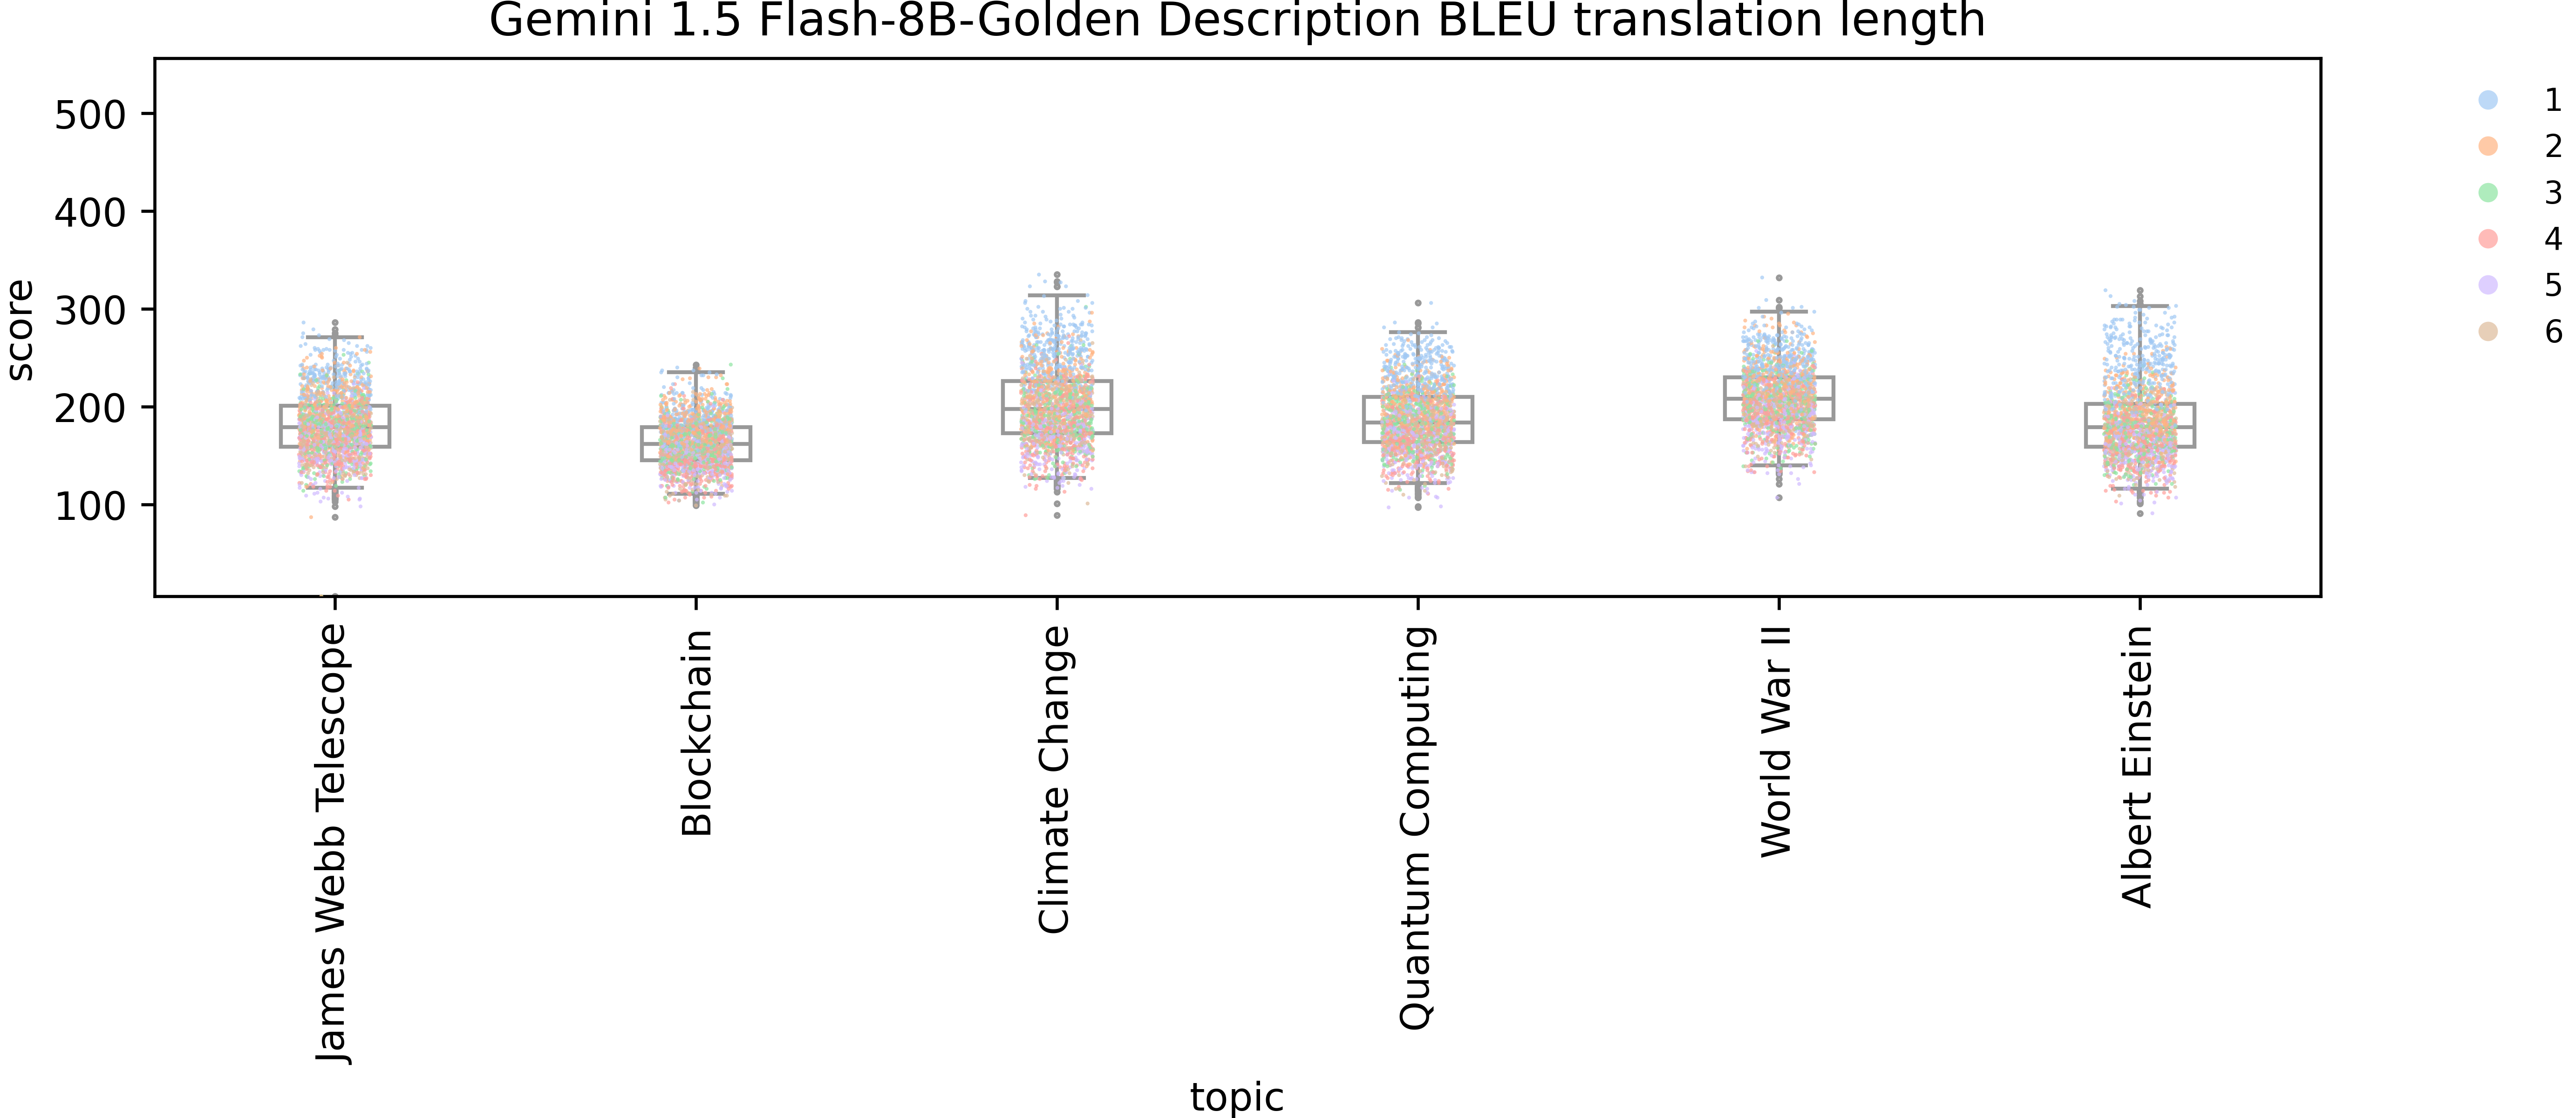 Gemini 1.5 Flash-8B-Golden Description BLEU translation length
score
500
400
300
200
100
1
2
3
4
5
6
James Webb Telescope
Blockchain
Climate Change
Quantum Computing
World War II
Albert Einstein
topic